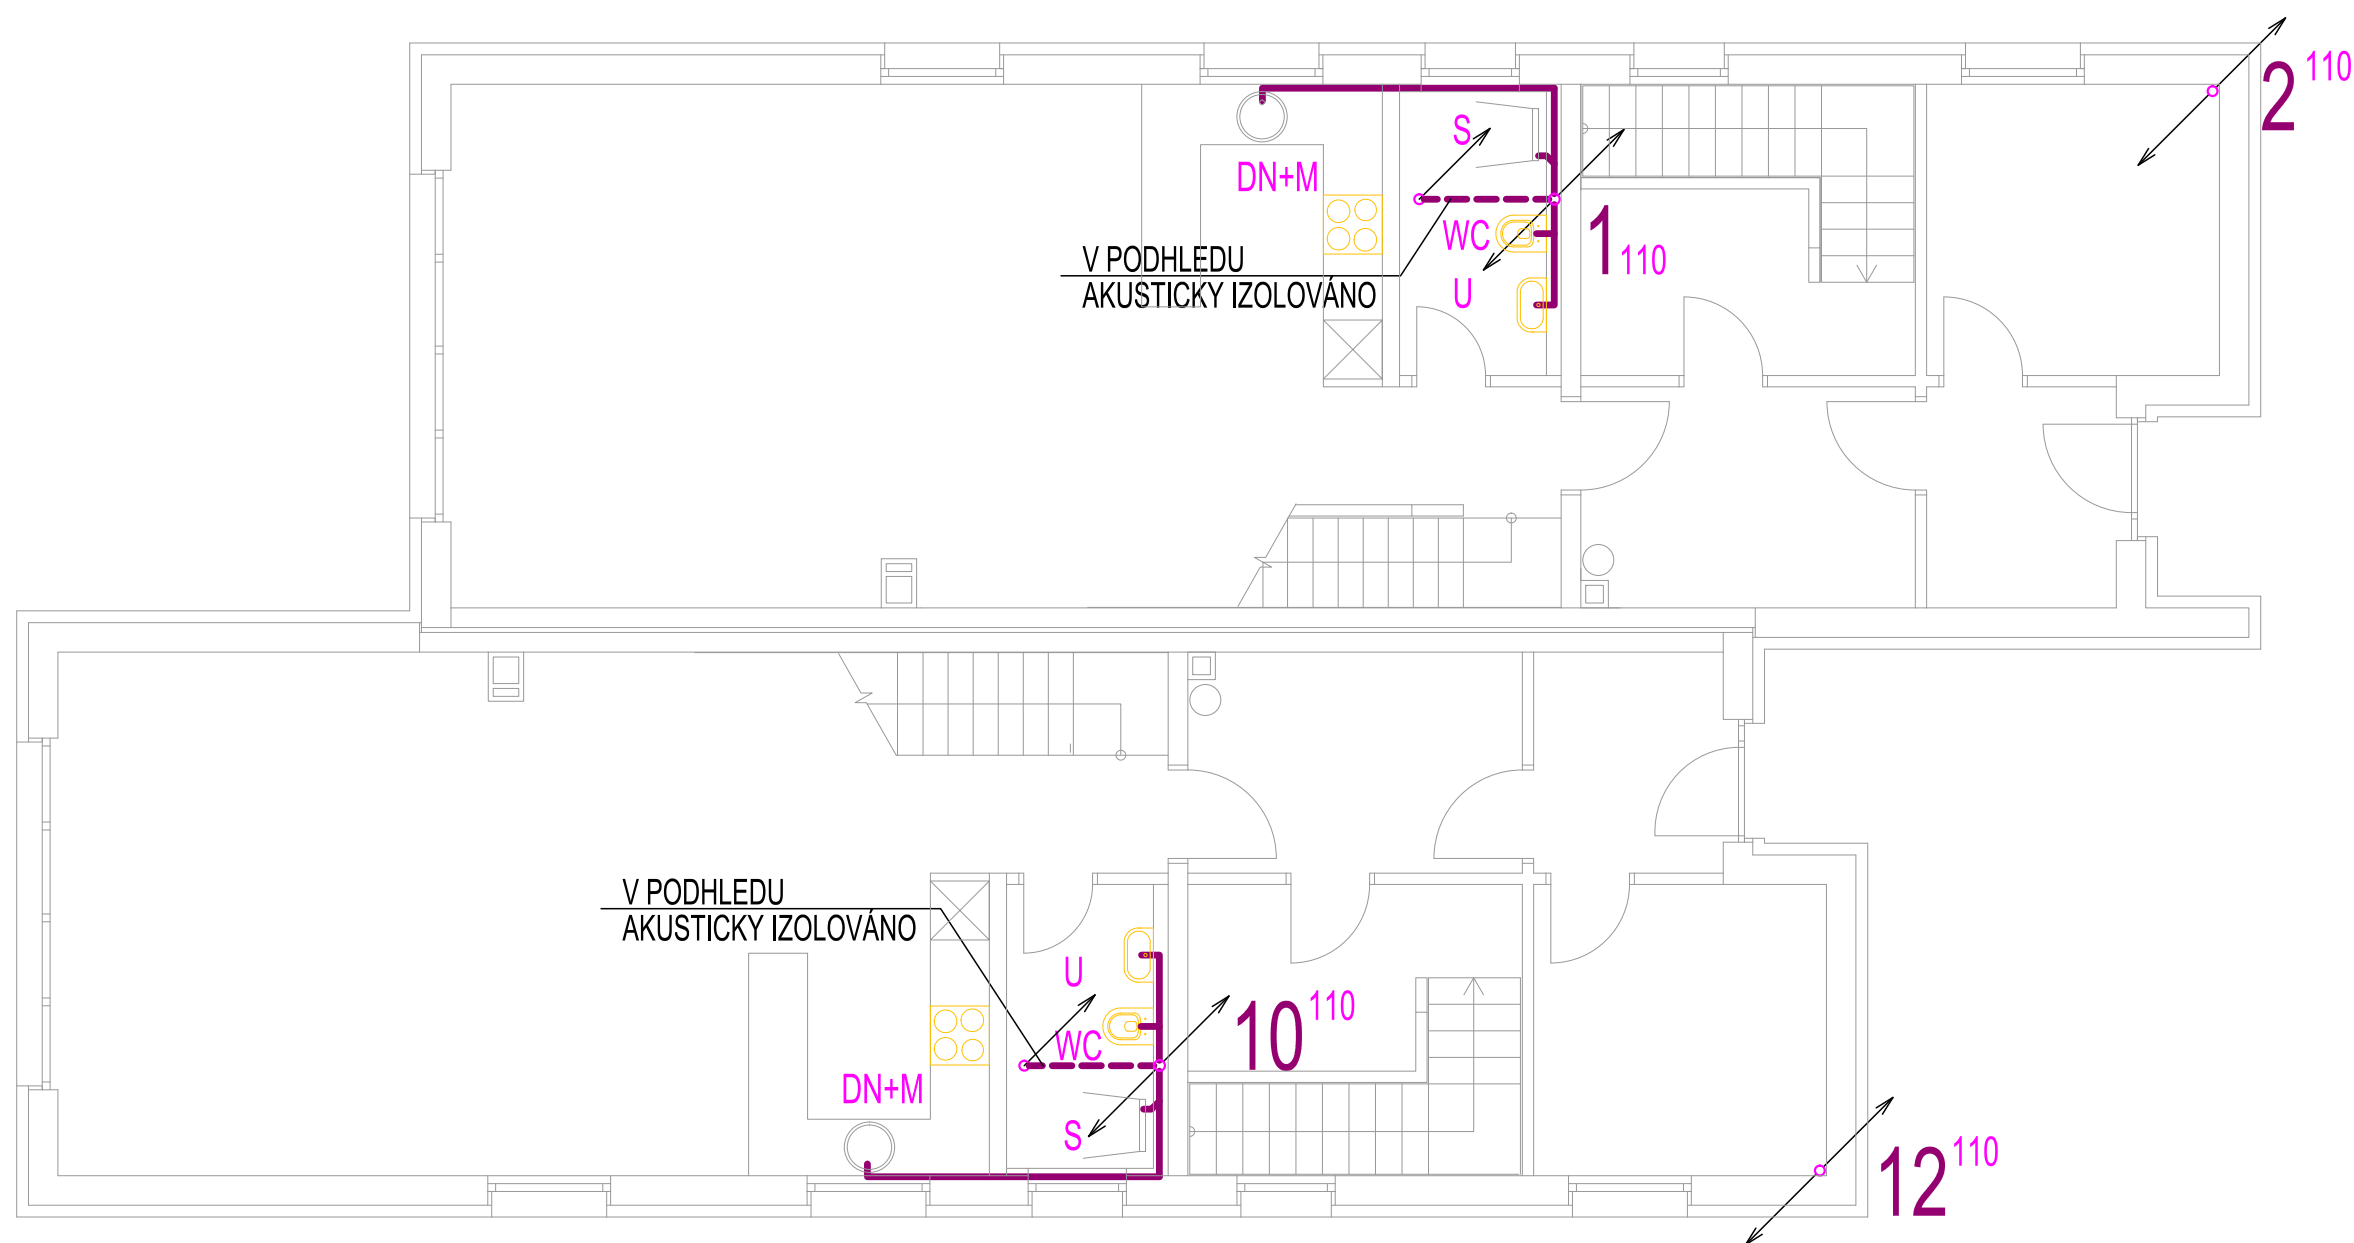 2 110
S
DN+M
WC
1 110
V PODHLEDU
AKUSTICKY IZOLOVÁNO
U
V PODHLEDU
AKUSTICKY IZOLOVÁNO
U
10 110
WC
DN+M
S
12 110